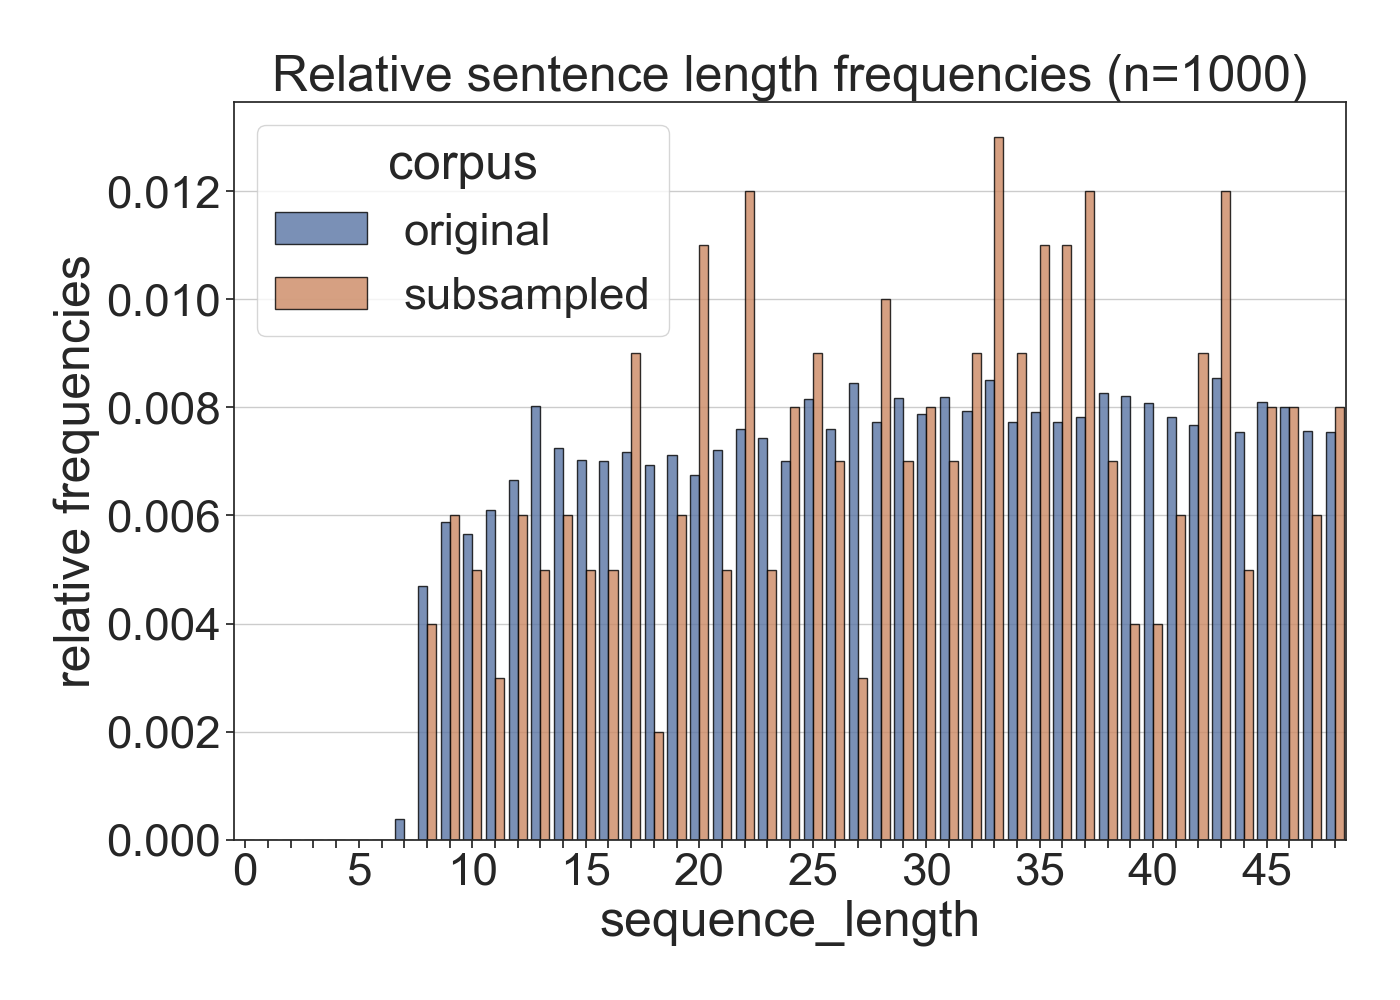 Relative sentence length frequencies (n=1000)
corpus
original
subsampled
relative frequencies
0.012
0.010
0.008
0.006
0.004
0.002
0.000
0 5 10 15 20 25 30 35 40 45
sequence_length